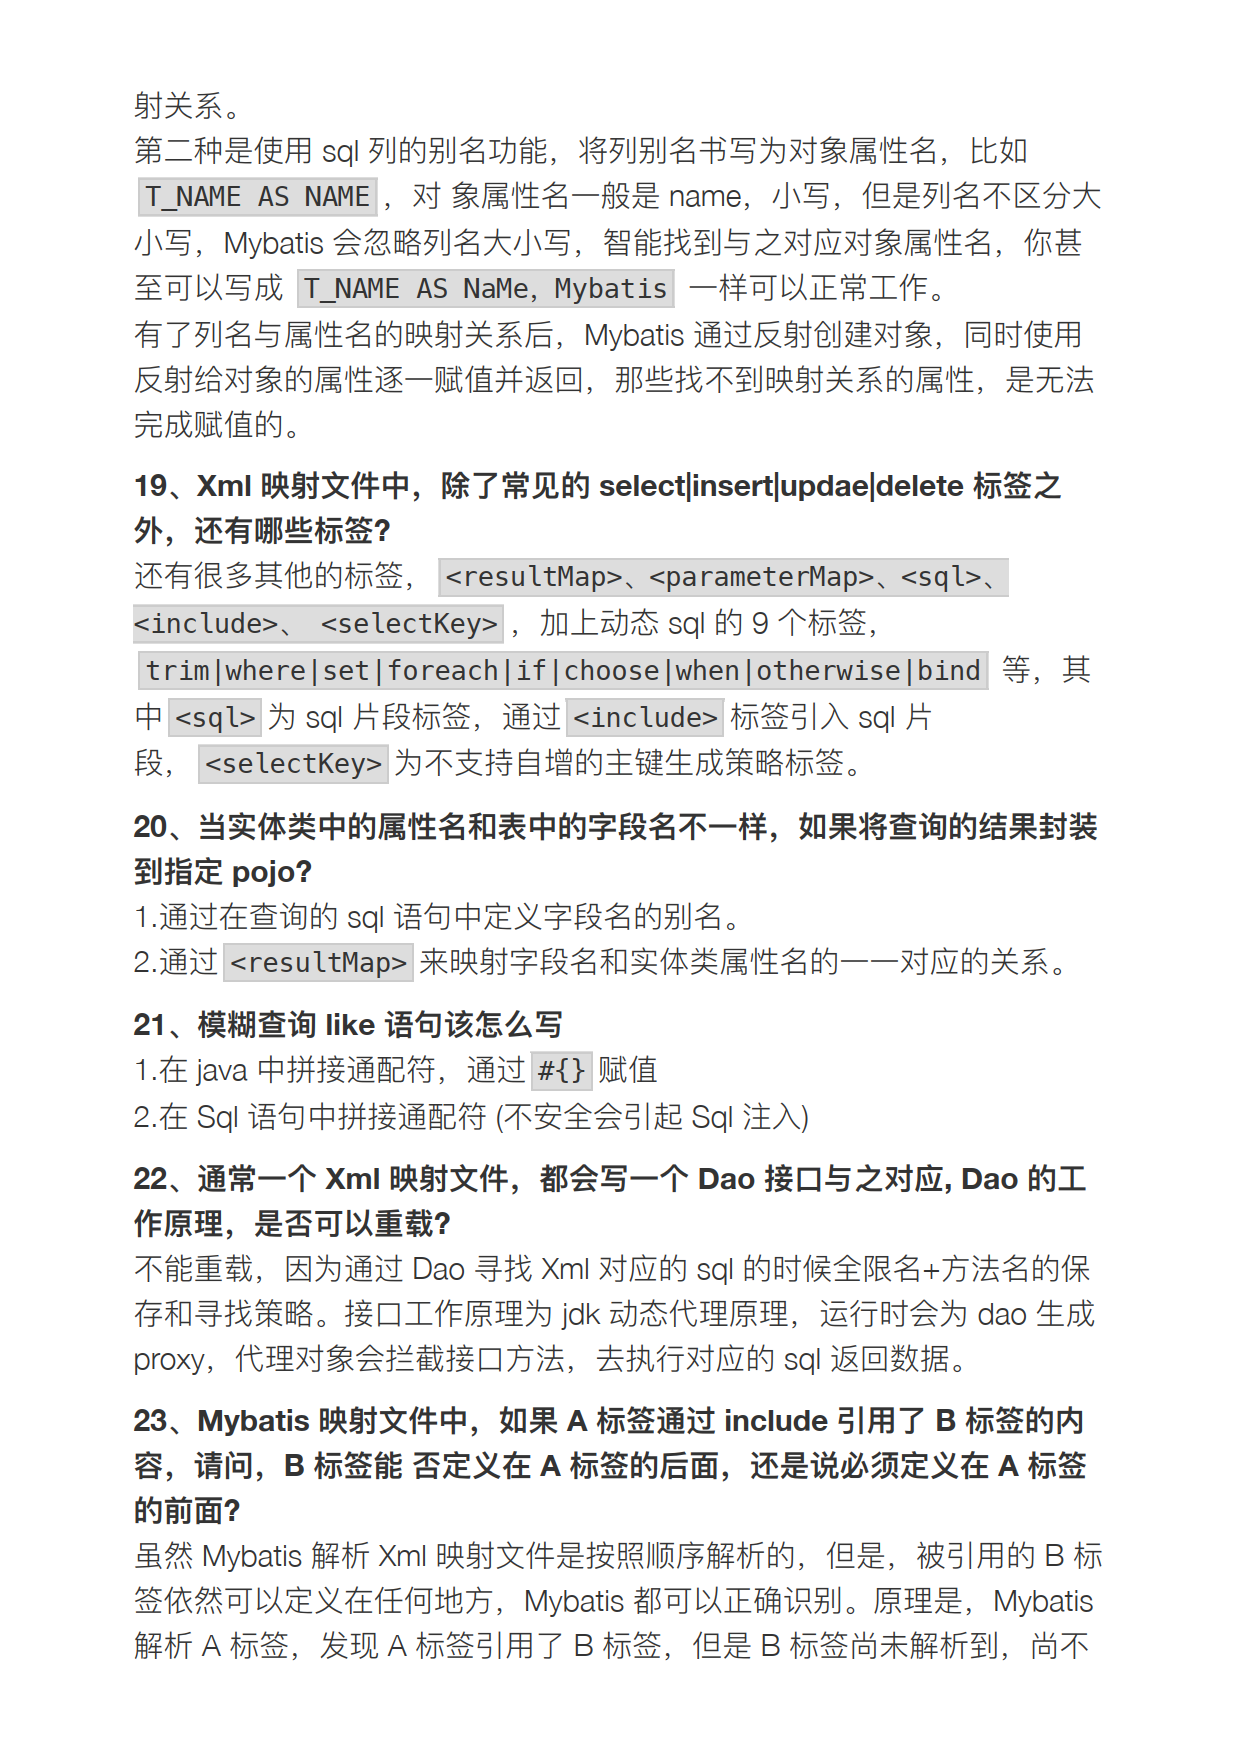 射关系。
第二种是使用 sql 列的别名功能，将列别名书写为对象属性名，比如
T_NAME AS NAME，对 象属性名一般是 name，小写，但是列名不区分大
小写，Mybatis 会忽略列名大小写，智能找到与之对应对象属性名，你甚
至可以写成 T_NAME AS NaMe，Mybatis 一样可以正常工作。
有了列名与属性名的映射关系后，Mybatis 通过反射创建对象，同时使用
反射给对象的属性逐一赋值并返回，那些找不到映射关系的属性，是无法
完成赋值的。
19、Xml 映射文件中，除了常见的 select|insert|updae|delete 标签之
外，还有哪些标签?
还有很多其他的标签，<resultMap>、<parameterMap>、<sql>、
<include>、 <selectKey>，加上动态 sql 的 9 个标签，
trim|where|set|foreach|if|choose|when|otherwise|bind 等，其
中<sql>为 sql 片段标签，通过<include>标签引入 sql 片
段，<selectKey>为不支持自增的主键生成策略标签。
20、当实体类中的属性名和表中的字段名不一样，如果将查询的结果封装
到指定 pojo?
1.通过在查询的 sql 语句中定义字段名的别名。
2.通过<resultMap>来映射字段名和实体类属性名的一一对应的关系。
21、模糊查询 like 语句该怎么写
1.在 java 中拼接通配符，通过#{}赋值
2.在 Sql 语句中拼接通配符 (不安全会引起 Sql 注入)
22、通常一个 Xml 映射文件，都会写一个 Dao 接口与之对应, Dao 的工
作原理，是否可以重载?
不能重载，因为通过 Dao 寻找 Xml 对应的 sql 的时候全限名+方法名的保
存和寻找策略。接口工作原理为 jdk 动态代理原理，运行时会为 dao 生成
proxy，代理对象会拦截接口方法，去执行对应的 sql 返回数据。
23、Mybatis 映射文件中，如果 A 标签通过 include 引用了 B 标签的内
容，请问，B 标签能 否定义在 A 标签的后面，还是说必须定义在 A 标签
的前面?
虽然 Mybatis 解析 Xml 映射文件是按照顺序解析的，但是，被引用的 B 标
签依然可以定义在任何地方，Mybatis 都可以正确识别。原理是，Mybatis
解析 A 标签，发现 A 标签引用了 B 标签，但是 B 标签尚未解析到，尚不